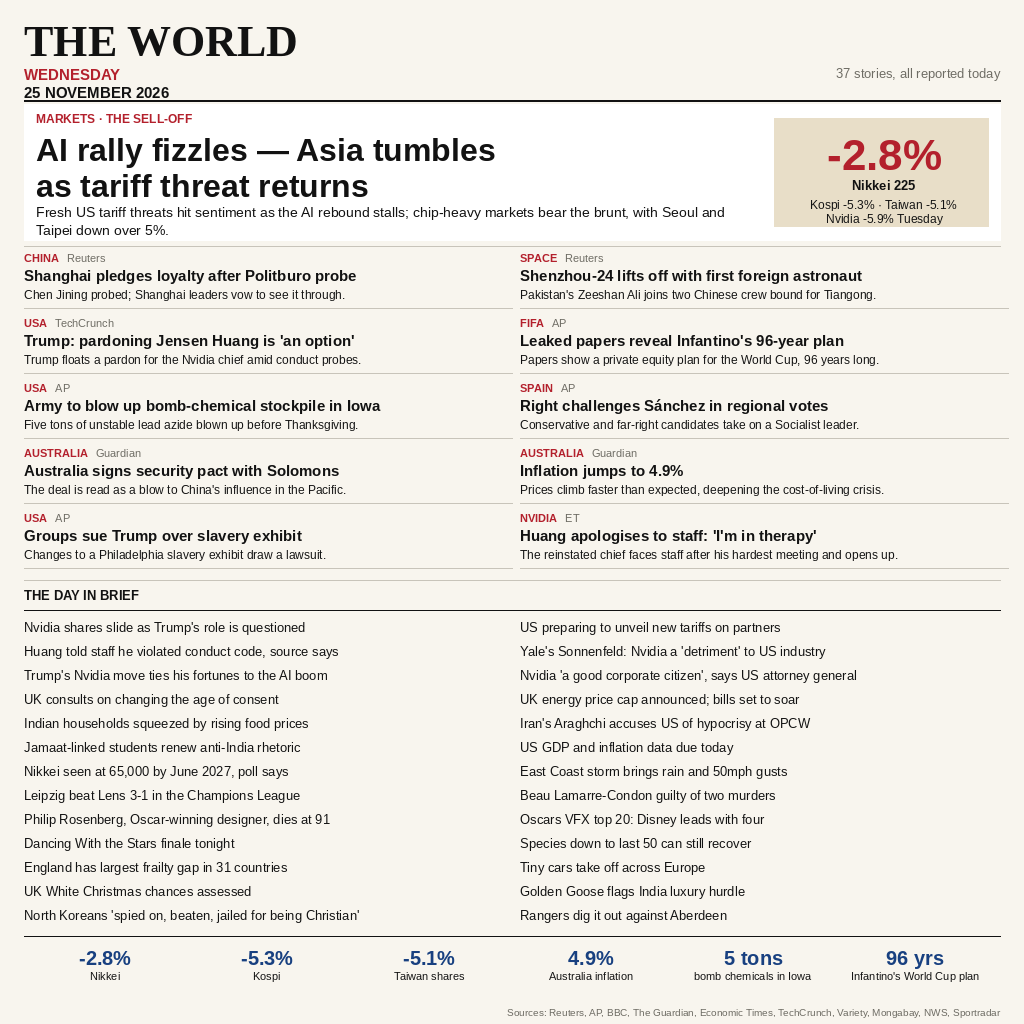 THE WORLD
WEDNESDAY
25 NOVEMBER 2026
37 stories, all reported today
MARKETS · THE SELL-OFF
AI rally fizzles — Asia tumbles
as tariff threat returns
Fresh US tariff threats hit sentiment as the AI rebound stalls; chip-heavy markets bear the brunt, with Seoul and
Taipei down over 5%.
-2.8%
Nikkei 225
Kospi -5.3% · Taiwan -5.1%
Nvidia -5.9% Tuesday
CHINA Reuters
Shanghai pledges loyalty after Politburo probe
Chen Jining probed; Shanghai leaders vow to see it through.
SPACE Reuters
Shenzhou-24 lifts off with first foreign astronaut
Pakistan's Zeeshan Ali joins two Chinese crew bound for Tiangong.
USA TechCrunch
Trump: pardoning Jensen Huang is 'an option'
Trump floats a pardon for the Nvidia chief amid conduct probes.
FIFA AP
Leaked papers reveal Infantino's 96-year plan
Papers show a private equity plan for the World Cup, 96 years long.
USA AP
Army to blow up bomb-chemical stockpile in Iowa
Five tons of unstable lead azide blown up before Thanksgiving.
SPAIN AP
Right challenges Sánchez in regional votes
Conservative and far-right candidates take on a Socialist leader.
AUSTRALIA Guardian
Australia signs security pact with Solomons
The deal is read as a blow to China's influence in the Pacific.
AUSTRALIA Guardian
Inflation jumps to 4.9%
Prices climb faster than expected, deepening the cost-of-living crisis.
USA AP
Groups sue Trump over slavery exhibit
Changes to a Philadelphia slavery exhibit draw a lawsuit.
NVIDIA ET
Huang apologises to staff: 'I'm in therapy'
The reinstated chief faces staff after his hardest meeting and opens up.
THE DAY IN BRIEF
Nvidia shares slide as Trump's role is questioned
US preparing to unveil new tariffs on partners
Huang told staff he violated conduct code, source says
Yale's Sonnenfeld: Nvidia a 'detriment' to US industry
Trump's Nvidia move ties his fortunes to the AI boom
Nvidia 'a good corporate citizen', says US attorney general
UK consults on changing the age of consent
UK energy price cap announced; bills set to soar
Indian households squeezed by rising food prices
Iran's Araghchi accuses US of hypocrisy at OPCW
Jamaat-linked students renew anti-India rhetoric
US GDP and inflation data due today
Nikkei seen at 65,000 by June 2027, poll says
East Coast storm brings rain and 50mph gusts
Leipzig beat Lens 3-1 in the Champions League
Beau Lamarre-Condon guilty of two murders
Philip Rosenberg, Oscar-winning designer, dies at 91
Oscars VFX top 20: Disney leads with four
Dancing With the Stars finale tonight
Species down to last 50 can still recover
England has largest frailty gap in 31 countries
Tiny cars take off across Europe
UK White Christmas chances assessed
Golden Goose flags India luxury hurdle
North Koreans 'spied on, beaten, jailed for being Christian'
Rangers dig it out against Aberdeen
-2.8%
Nikkei
-5.3%
Kospi
-5.1%
Taiwan shares
4.9%
Australia inflation
5 tons
bomb chemicals in Iowa
96 yrs
Infantino's World Cup plan
Sources: Reuters, AP, BBC, The Guardian, Economic Times, TechCrunch, Variety, Mongabay, NWS, Sportradar